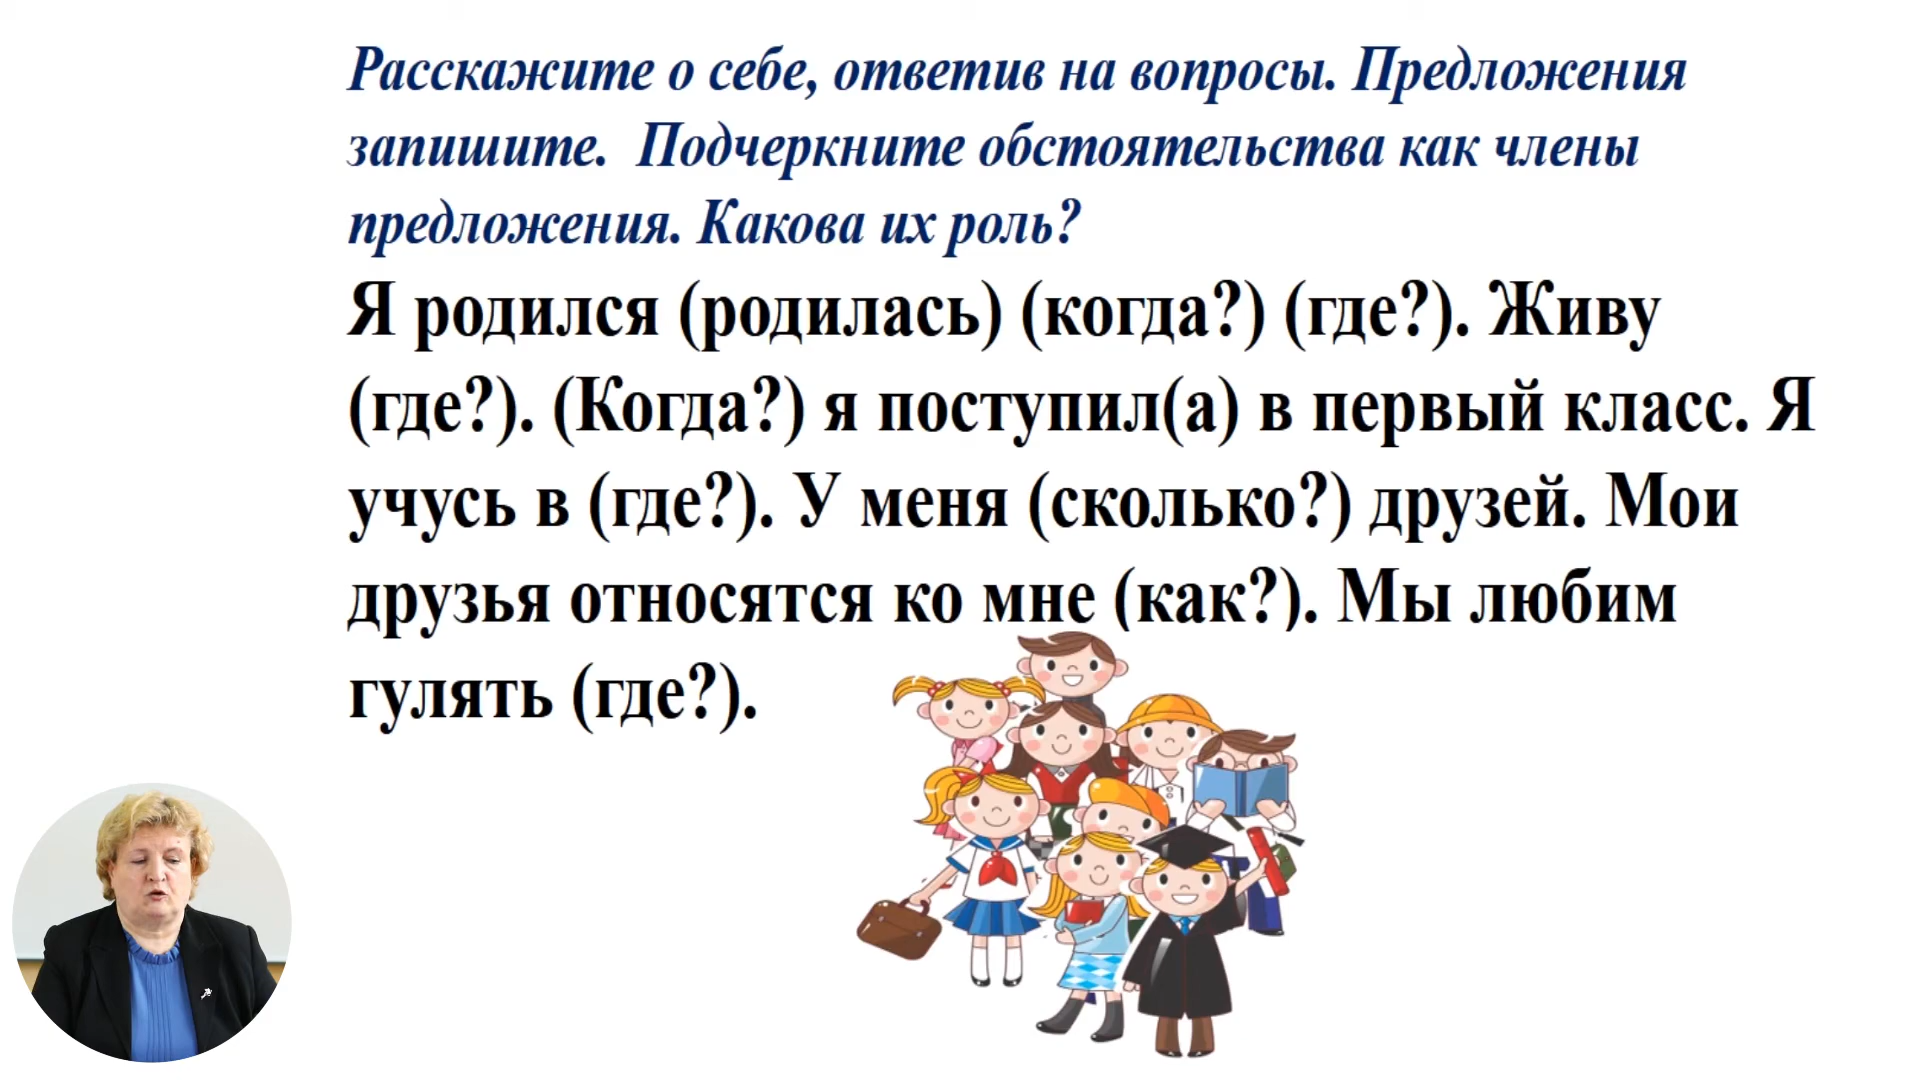 Расскажите о себе, ответив на вопросы. Предложения
запишите. Подчеркните обстоятельства как члены
предложения. Какова их роль?
Я родился (родилась) (когда?) (где?). Живу
(где?). (Когда?) я поступил(а) в первый класс. Я
учусь в (где?). У меня (сколько?) друзей. Мои
друзья относятся ко мне (как?). Мы любим
гулять (где?).